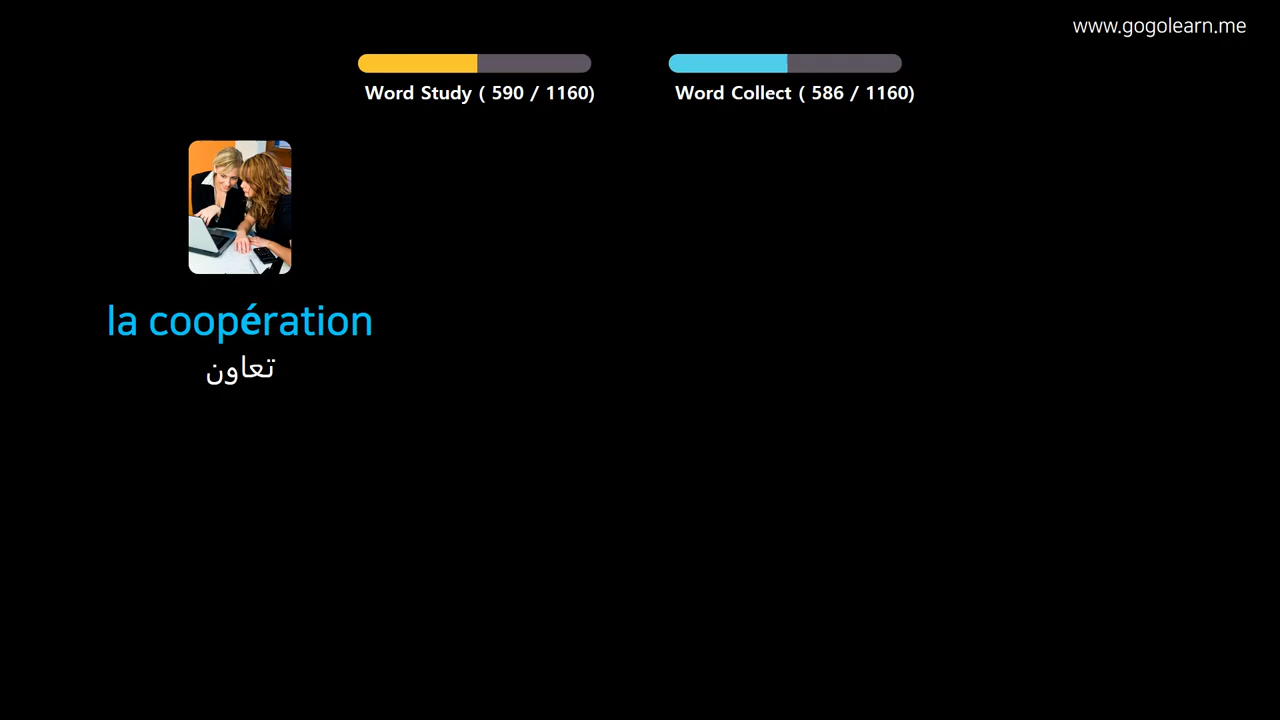 www.gogolearn.me
Word Study ( 590 / 1160)
Word Collect ( 586 / 1160)
la coopération
تعاون